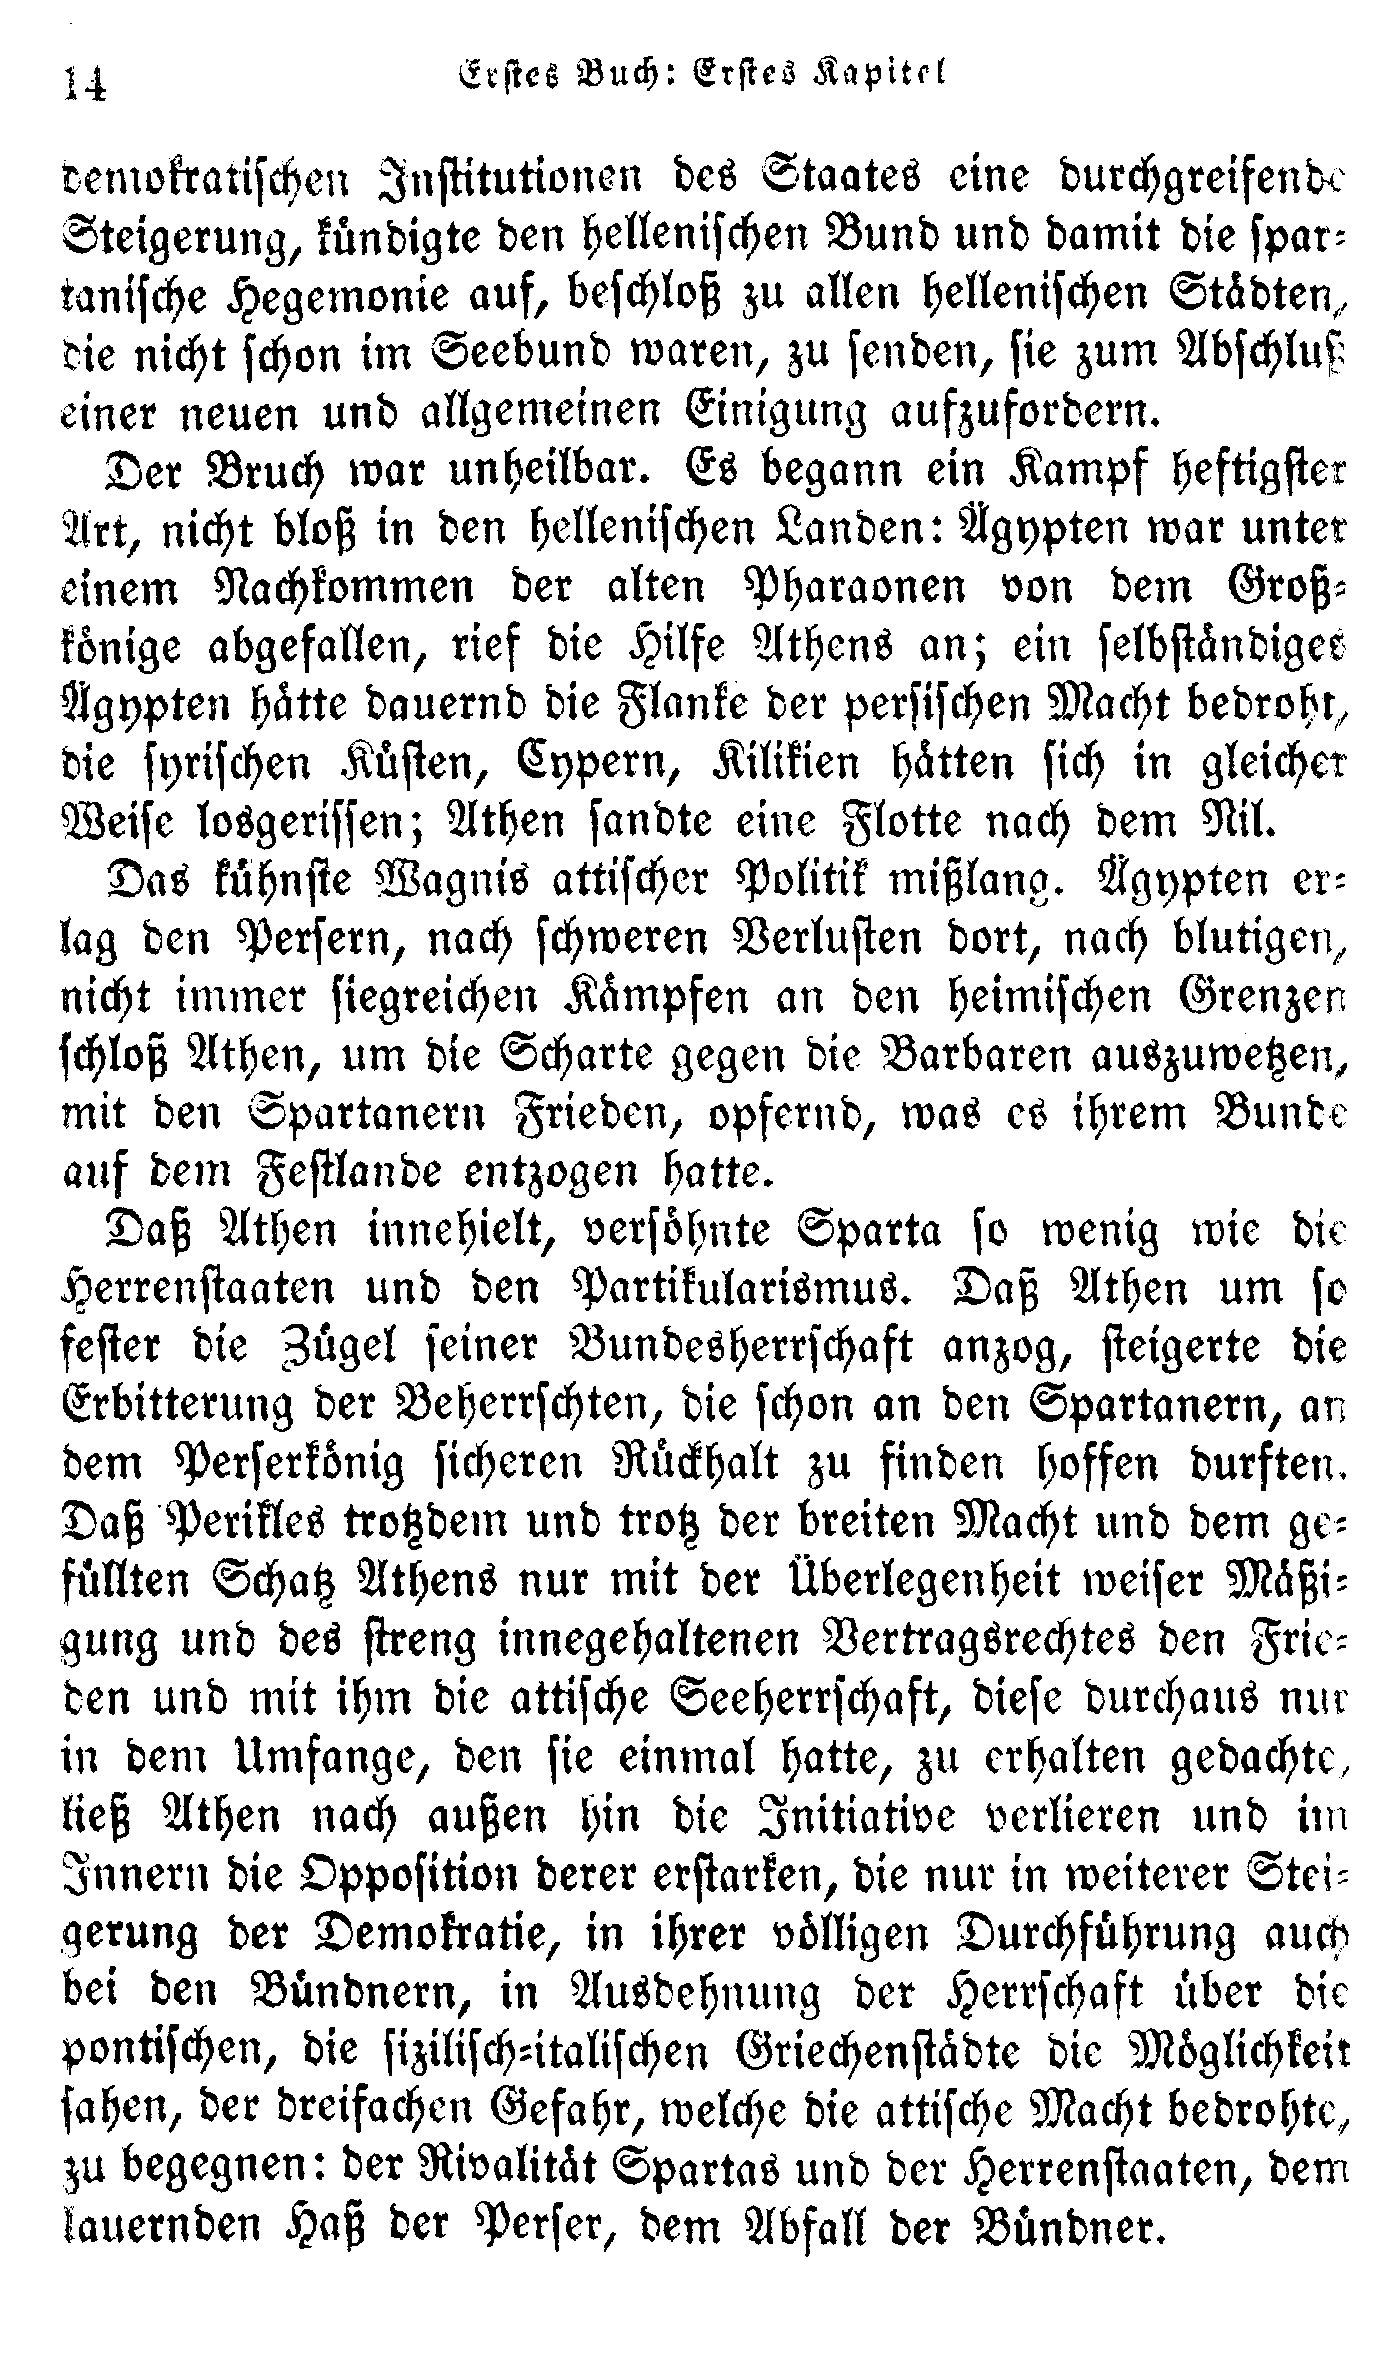 14
Erstes Buch: Erstes Kapitel
demokratischen Institutionen des Staates eine durchgreifende
Steigerung, kündigte den hellenischen Bund und damit die spar-
tanische Hegemonie auf, beschloß zu allen hellenischen Städten,
die nicht schon im Seebund waren, zu senden, sie zum Abschluß
einer neuen und allgemeinen Einigung aufzufordern.
Der Bruch war unheilbar. Es begann ein Kampf heftigster
Art, nicht bloß in den hellenischen Landen: Ägypten war unter
einem Nachkommen der alten Pharaonen von dem Groß-
könige abgefallen, rief die Hilfe Athens an; ein selbständiges
Ägypten hätte dauernd die Flanke der persischen Macht bedroht,
die syrischen Küsten, Cypern, Kilikien hätten sich in gleicher
Weise losgerissen; Athen sandte eine Flotte nach dem Nil.
Das kühnste Wagnis attischer Politik mißlang. Ägypten er-
lag den Persern, nach schweren Verlusten dort, nach blutigen,
nicht immer siegreichen Kämpfen an den heimischen Grenzen
schloß Athen, um die Scharte gegen die Barbaren auszuwetzen,
mit den Spartanern Frieden, opfernd, was es ihrem Bunde
auf dem Festlande entzogen hatte.
Daß Athen innehielt, versöhnte Sparta so wenig wie die
Herrenstaaten und den Partikularismus. Daß Athen um so
fester die Zügel seiner Bundesherrschaft anzog, steigerte die
Erbitterung der Beherrschten, die schon an den Spartanern, an
dem Perserkönig sicheren Rückhalt zu finden hoffen durften.
Daß Perikles trotzdem und trotz der breiten Macht und dem ge-
füllten Schatz Athens nur mit der Überlegenheit weiser Mäßi-
gung und des streng innegehaltenen Vertragsrechtes den Frie-
den und mit ihm die attische Seeherrschaft, diese durchaus nur
in dem Umfange, den sie einmal hatte, zu erhalten gedachte,
ließ Athen nach außen hin die Initiative verlieren und im
Innern die Opposition derer erstarken, die nur in weiterer Stei-
gerung der Demokratie, in ihrer völligen Durchführung auch
bei den Bündnern, in Ausdehnung der Herrschaft über die
pontischen, die sizilisch-italischen Griechenstädte die Möglichkeit
sahen, der dreifachen Gefahr, welche die attische Macht bedrohte,
zu begegnen: der Rivalität Spartas und der Herrenstaaten, dem
lauernden Haß der Perser, dem Abfall der Bündner.